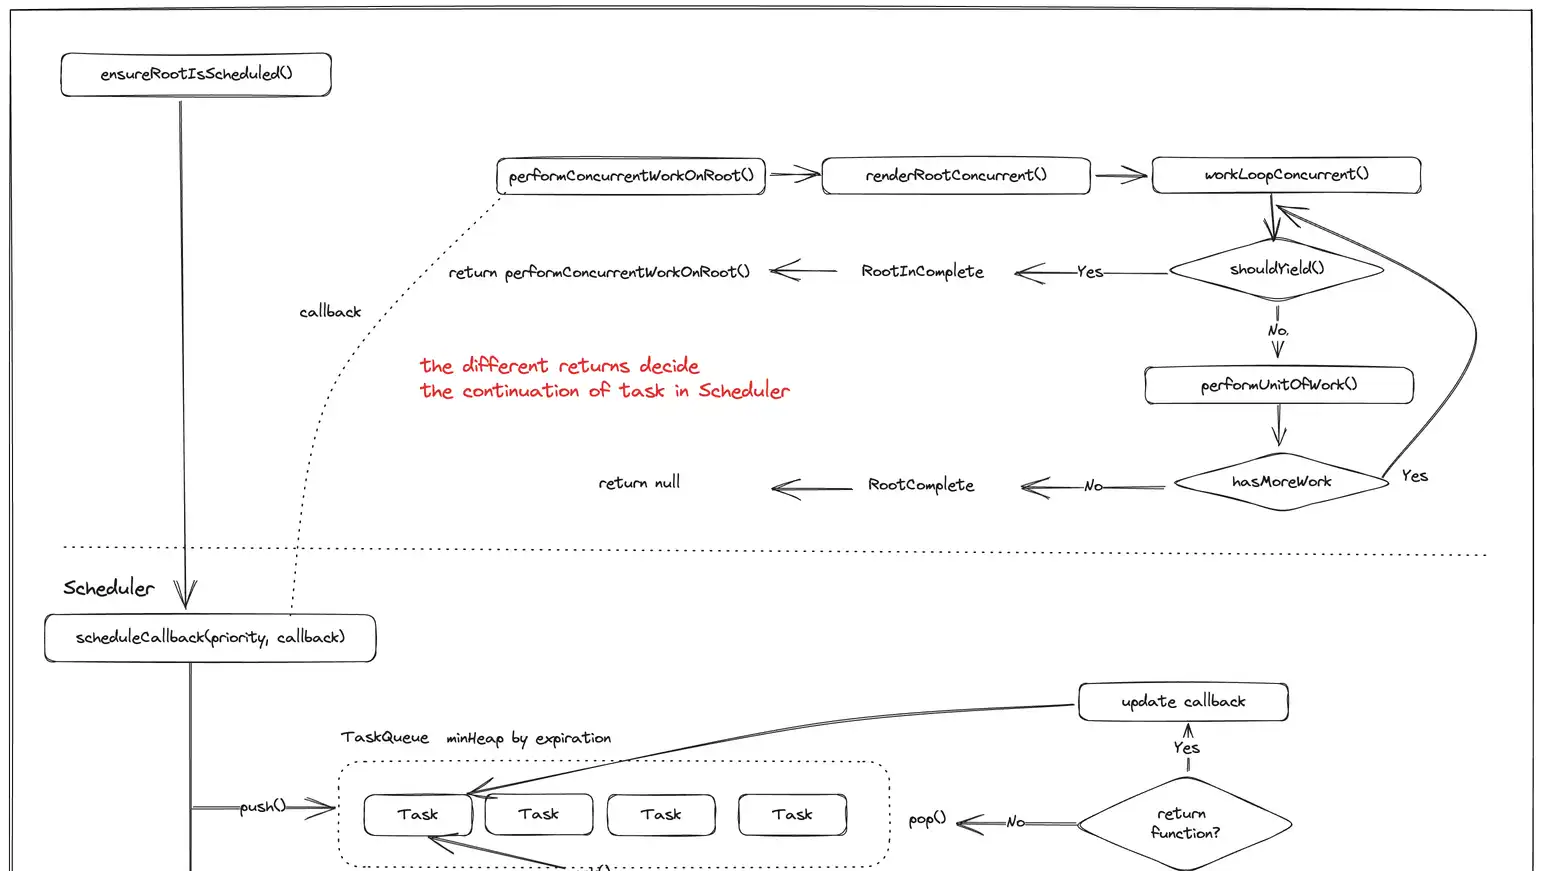 ensureRootIsScheduled()
performConcurrentWorkOnRoot()
renderRootConcurrent()
workLoopConcurrent()
return performConcurrentWorkOnRoot()
RootInComplete
Yes
shouldYield()
callback
No.
the different returns decide
the continuation of task in Scheduler
performUnitOfWork()
return null
RootComplete
No
hasMoreWork
Yes
Scheduler
scheduleCallback(priority, callback)
update callback
TaskQueue minHeap by expiration
Yes
push()
Task
Task
Task
Task
pop()
No
return
function?